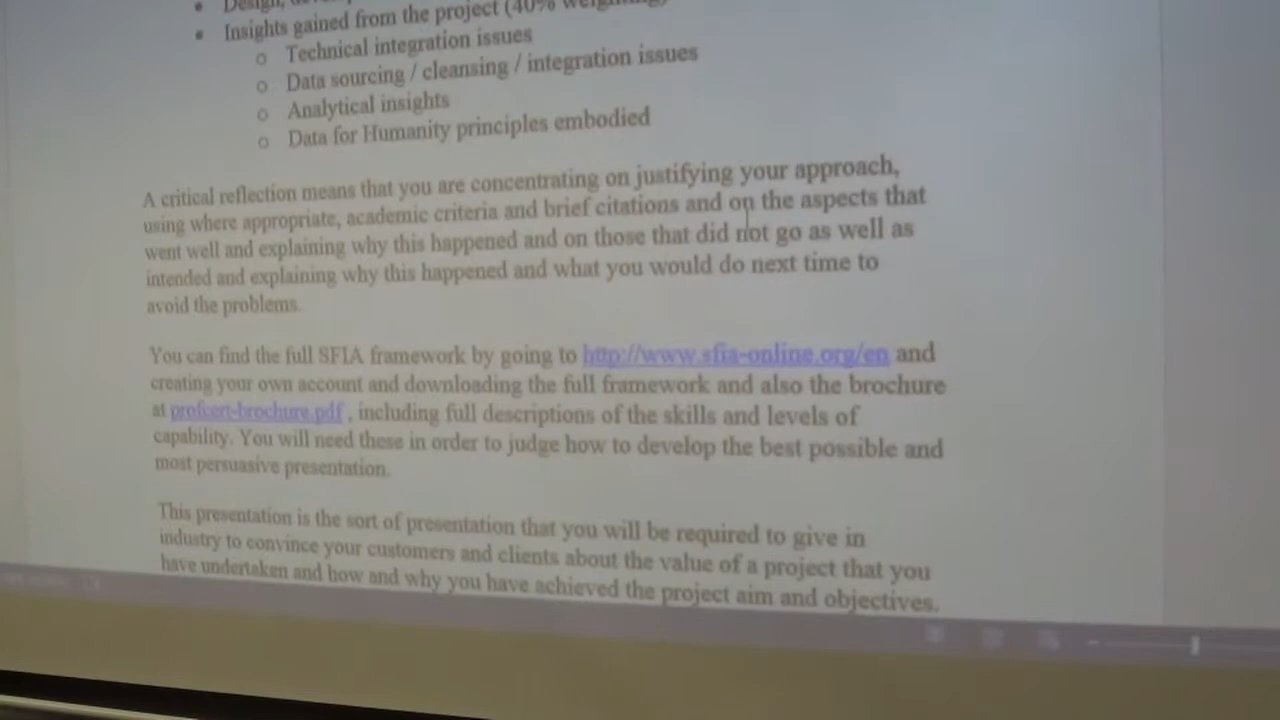 Insights gained from the project (40% weighting)
Technical integration issues
Data sourcing / cleansing / integration issues
Analytical insights
Data for Humanity principles embodied
A critical reflection means that you are concentrating on justifying your approach,
using where appropriate, academic criteria and brief citations and on the aspects that
went well and explaining why this happened and on those that did not go as well as
intended and explaining why this happened and what you would do next time to
avoid the problems.
You can find the full SFIA framework by going to http://www.sfia-online.org/en and
creating your own account and downloading the full framework and also the brochure
at profcert-brochure.pdf , including full descriptions of the skills and levels of
capability. You will need these in order to judge how to develop the best possible and
most persuasive presentation.
This presentation is the sort of presentation that you will be required to give in
industry to convince your customers and clients about the value of a project that you
have undertaken and how and why you have achieved the project aim and objectives.